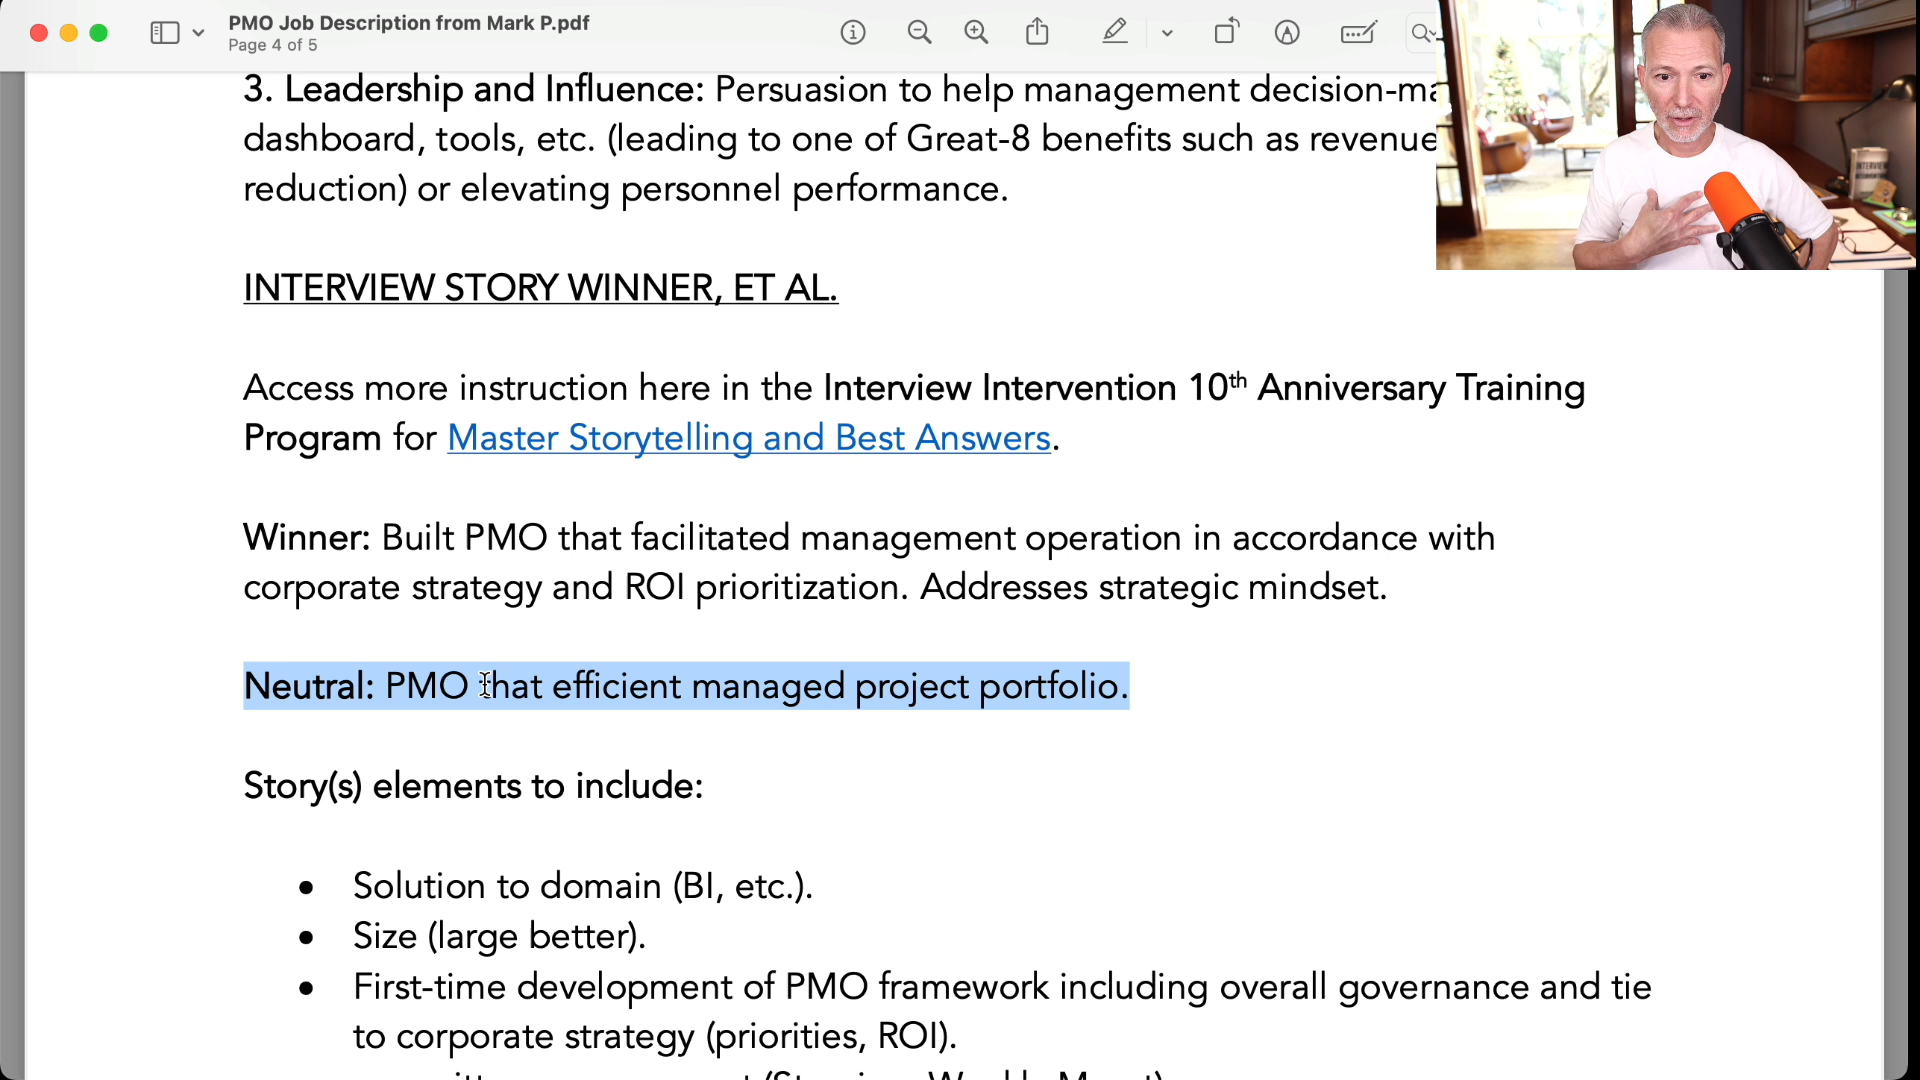 PMO Job Description from Mark P.pdf
Page 4 of 5
3. Leadership and Influence: Persuasion to help management
dashboard, tools, etc. (leading to one of Great-8 benefits such as revenue
reduction) or elevating personnel performance.
INTERVIEW STORY WINNER, ET AL.
Access more instruction here in the Interview Intervention 10th Anniversary Training
Program for Master Storytelling and Best Answers.
Winner: Built PMO that facilitated management operation in accordance with
corporate strategy and ROI prioritization. Addresses strategic mindset.
Neutral: PMO that efficient managed project portfolio.
Story(s) elements to include:
• Solution to domain (BI, etc.).
• Size (large better).
• First-time development of PMO framework including overall governance and tie
to corporate strategy (priorities, ROI).